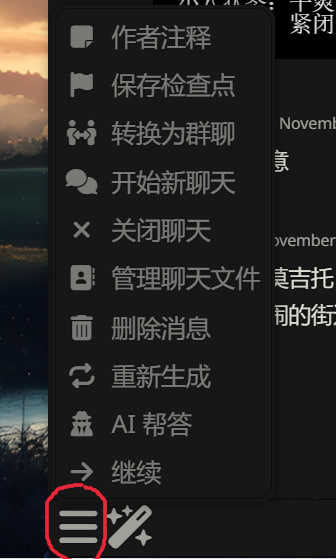 紧闭
作者注释
保存检查点
转换为群聊
开始新聊天
关闭聊天
管理聊天文件
删除消息
重新生成
AI 帮答
继续
Novemb
意
ovember
莫吉托
闹的街